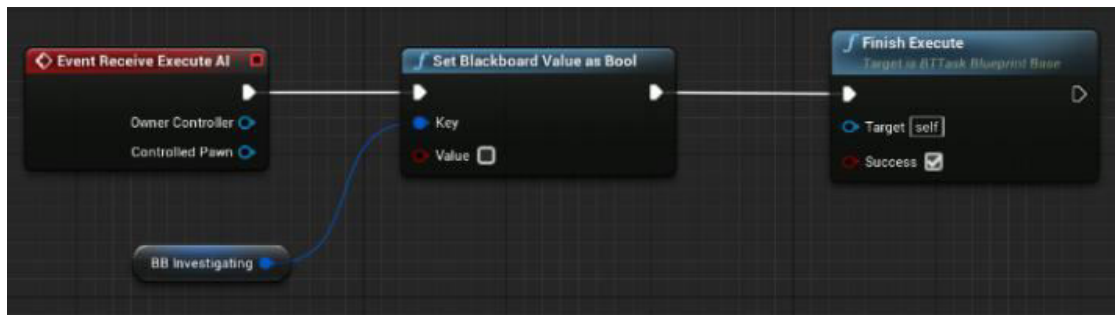 Event Receive Execute AI
Owner Controller
Controlled Pawn
BB Investigating
f Set Blackboard Value as Bool
Key
Value
f Finish Execute
Target is BTTask Blueprint Base
Target self
Success